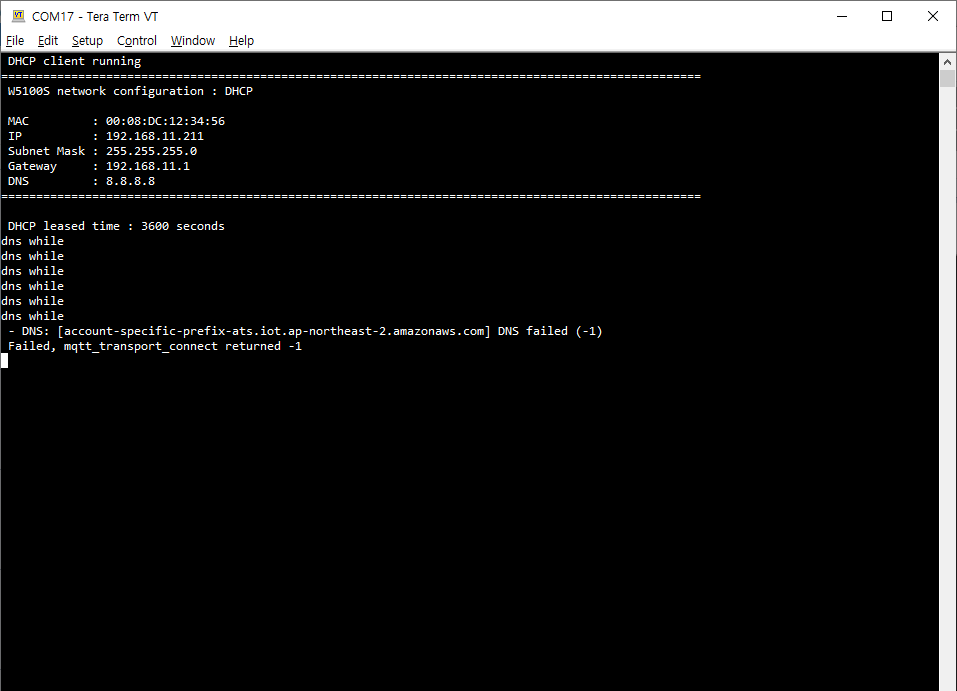 COM17 - Tera Term VT
File Edit Setup Control Window Help
DHCP client running
====================================================================================================
W5100S network configuration : DHCP
MAC         : 00:08:DC:12:34:56
IP          : 192.168.11.211
Subnet Mask : 255.255.255.0
Gateway     : 192.168.11.1
DNS         : 8.8.8.8
====================================================================================================
DHCP leased time : 3600 seconds
dns while
dns while
dns while
dns while
dns while
dns while
- DNS: [account-specific-prefix-ats.iot.ap-northeast-2.amazonaws.com] DNS failed (-1)
Failed, mqtt_transport_connect returned -1